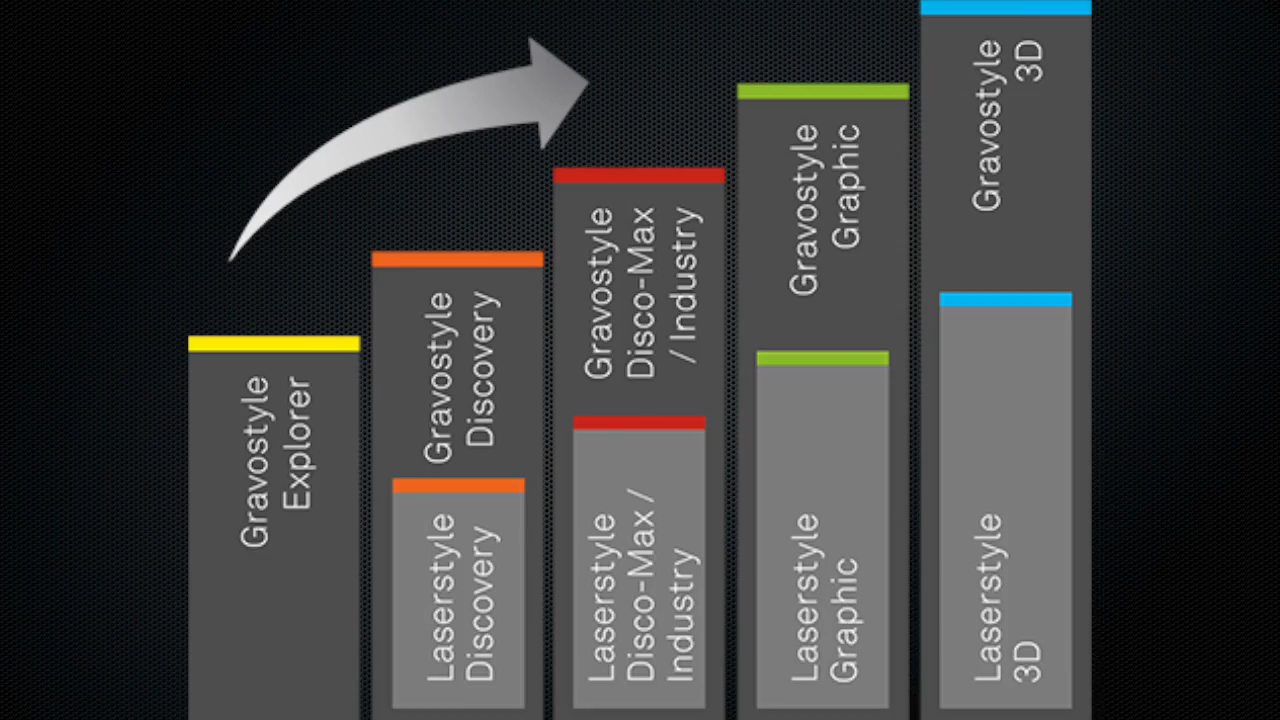 Gravostyle
Explorer
Gravostyle
Discovery
Laserstyle
Discovery
Gravostyle
Disco-Max
/ Industry
Laserstyle
Disco-Max /
Industry
Gravostyle
Graphic
Laserstyle
Graphic
Gravostyle
3D
Laserstyle
3D